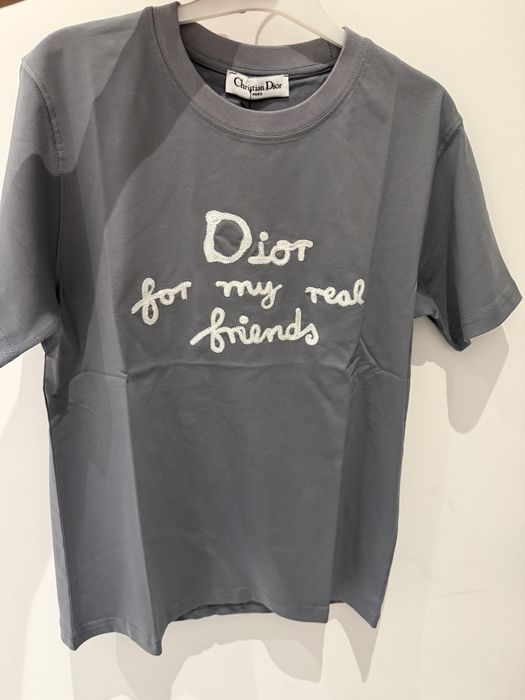 Christian Dior
PARIS
Dior
for my real
friends